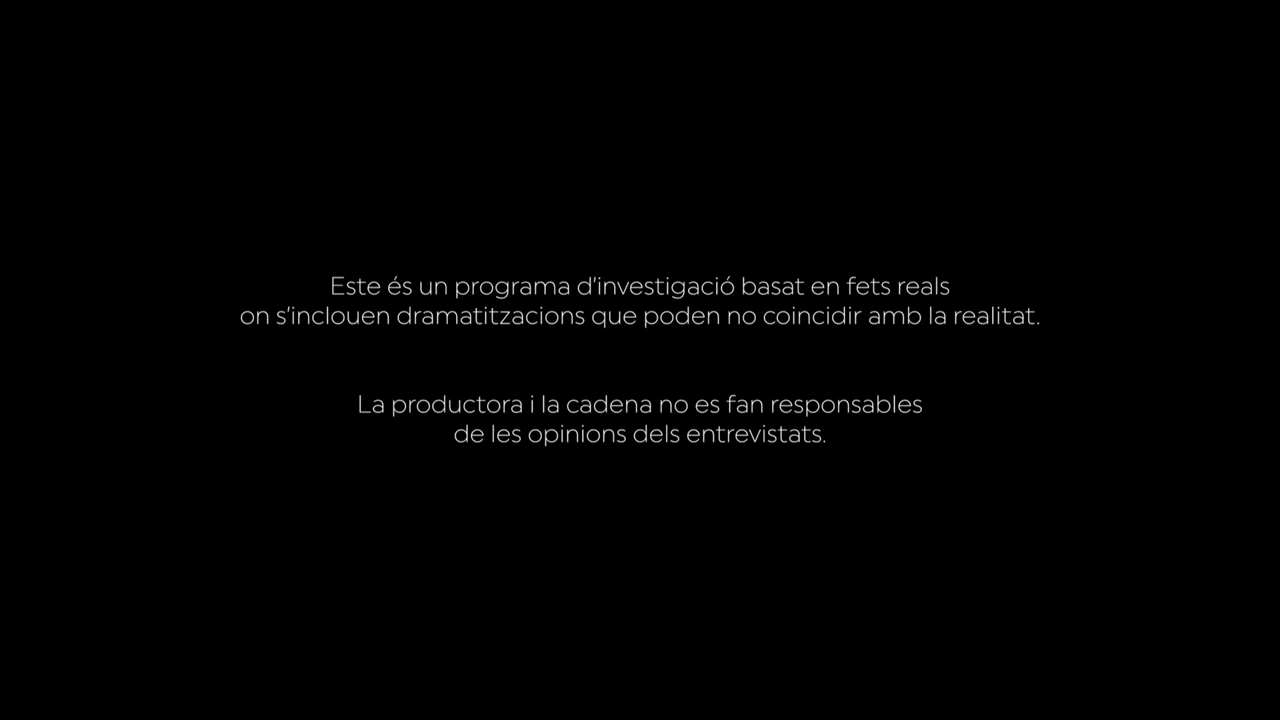 Este és un programa d'investigació basat en fets reals
on s'inclouen dramatitzacions que poden no coincidir amb la realitat.
La productora i la cadena no es fan responsables
de les opinions dels entrevistats.